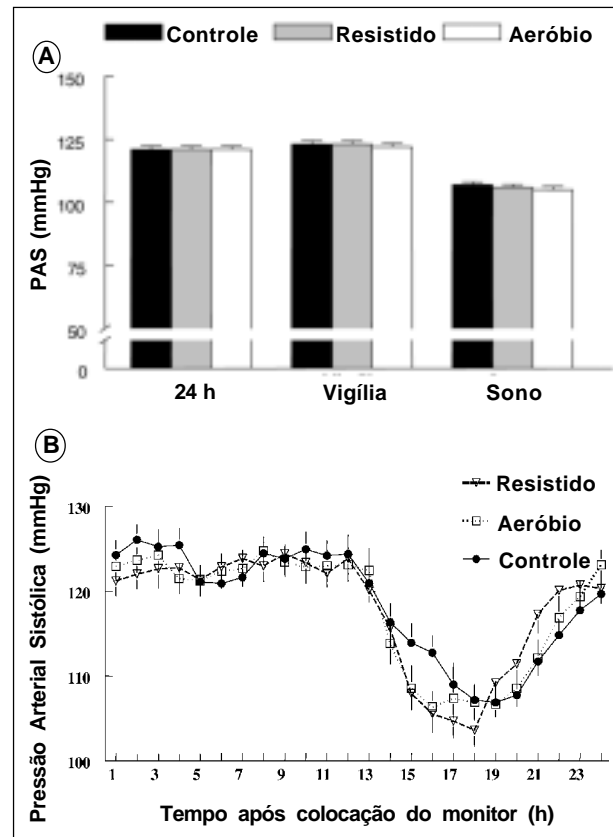 Controle Resistido Aeróbio
A
150
125
100
75
50
0
PAS (mmHg)
24 h Vigília Sono
B
Resistido
Aeróbio
Controle
130
120
110
100
Pressão Arterial Sistólica (mmHg)
1 3 5 7 9 11 13 15 17 19 21 23
Tempo após colocação do monitor (h)